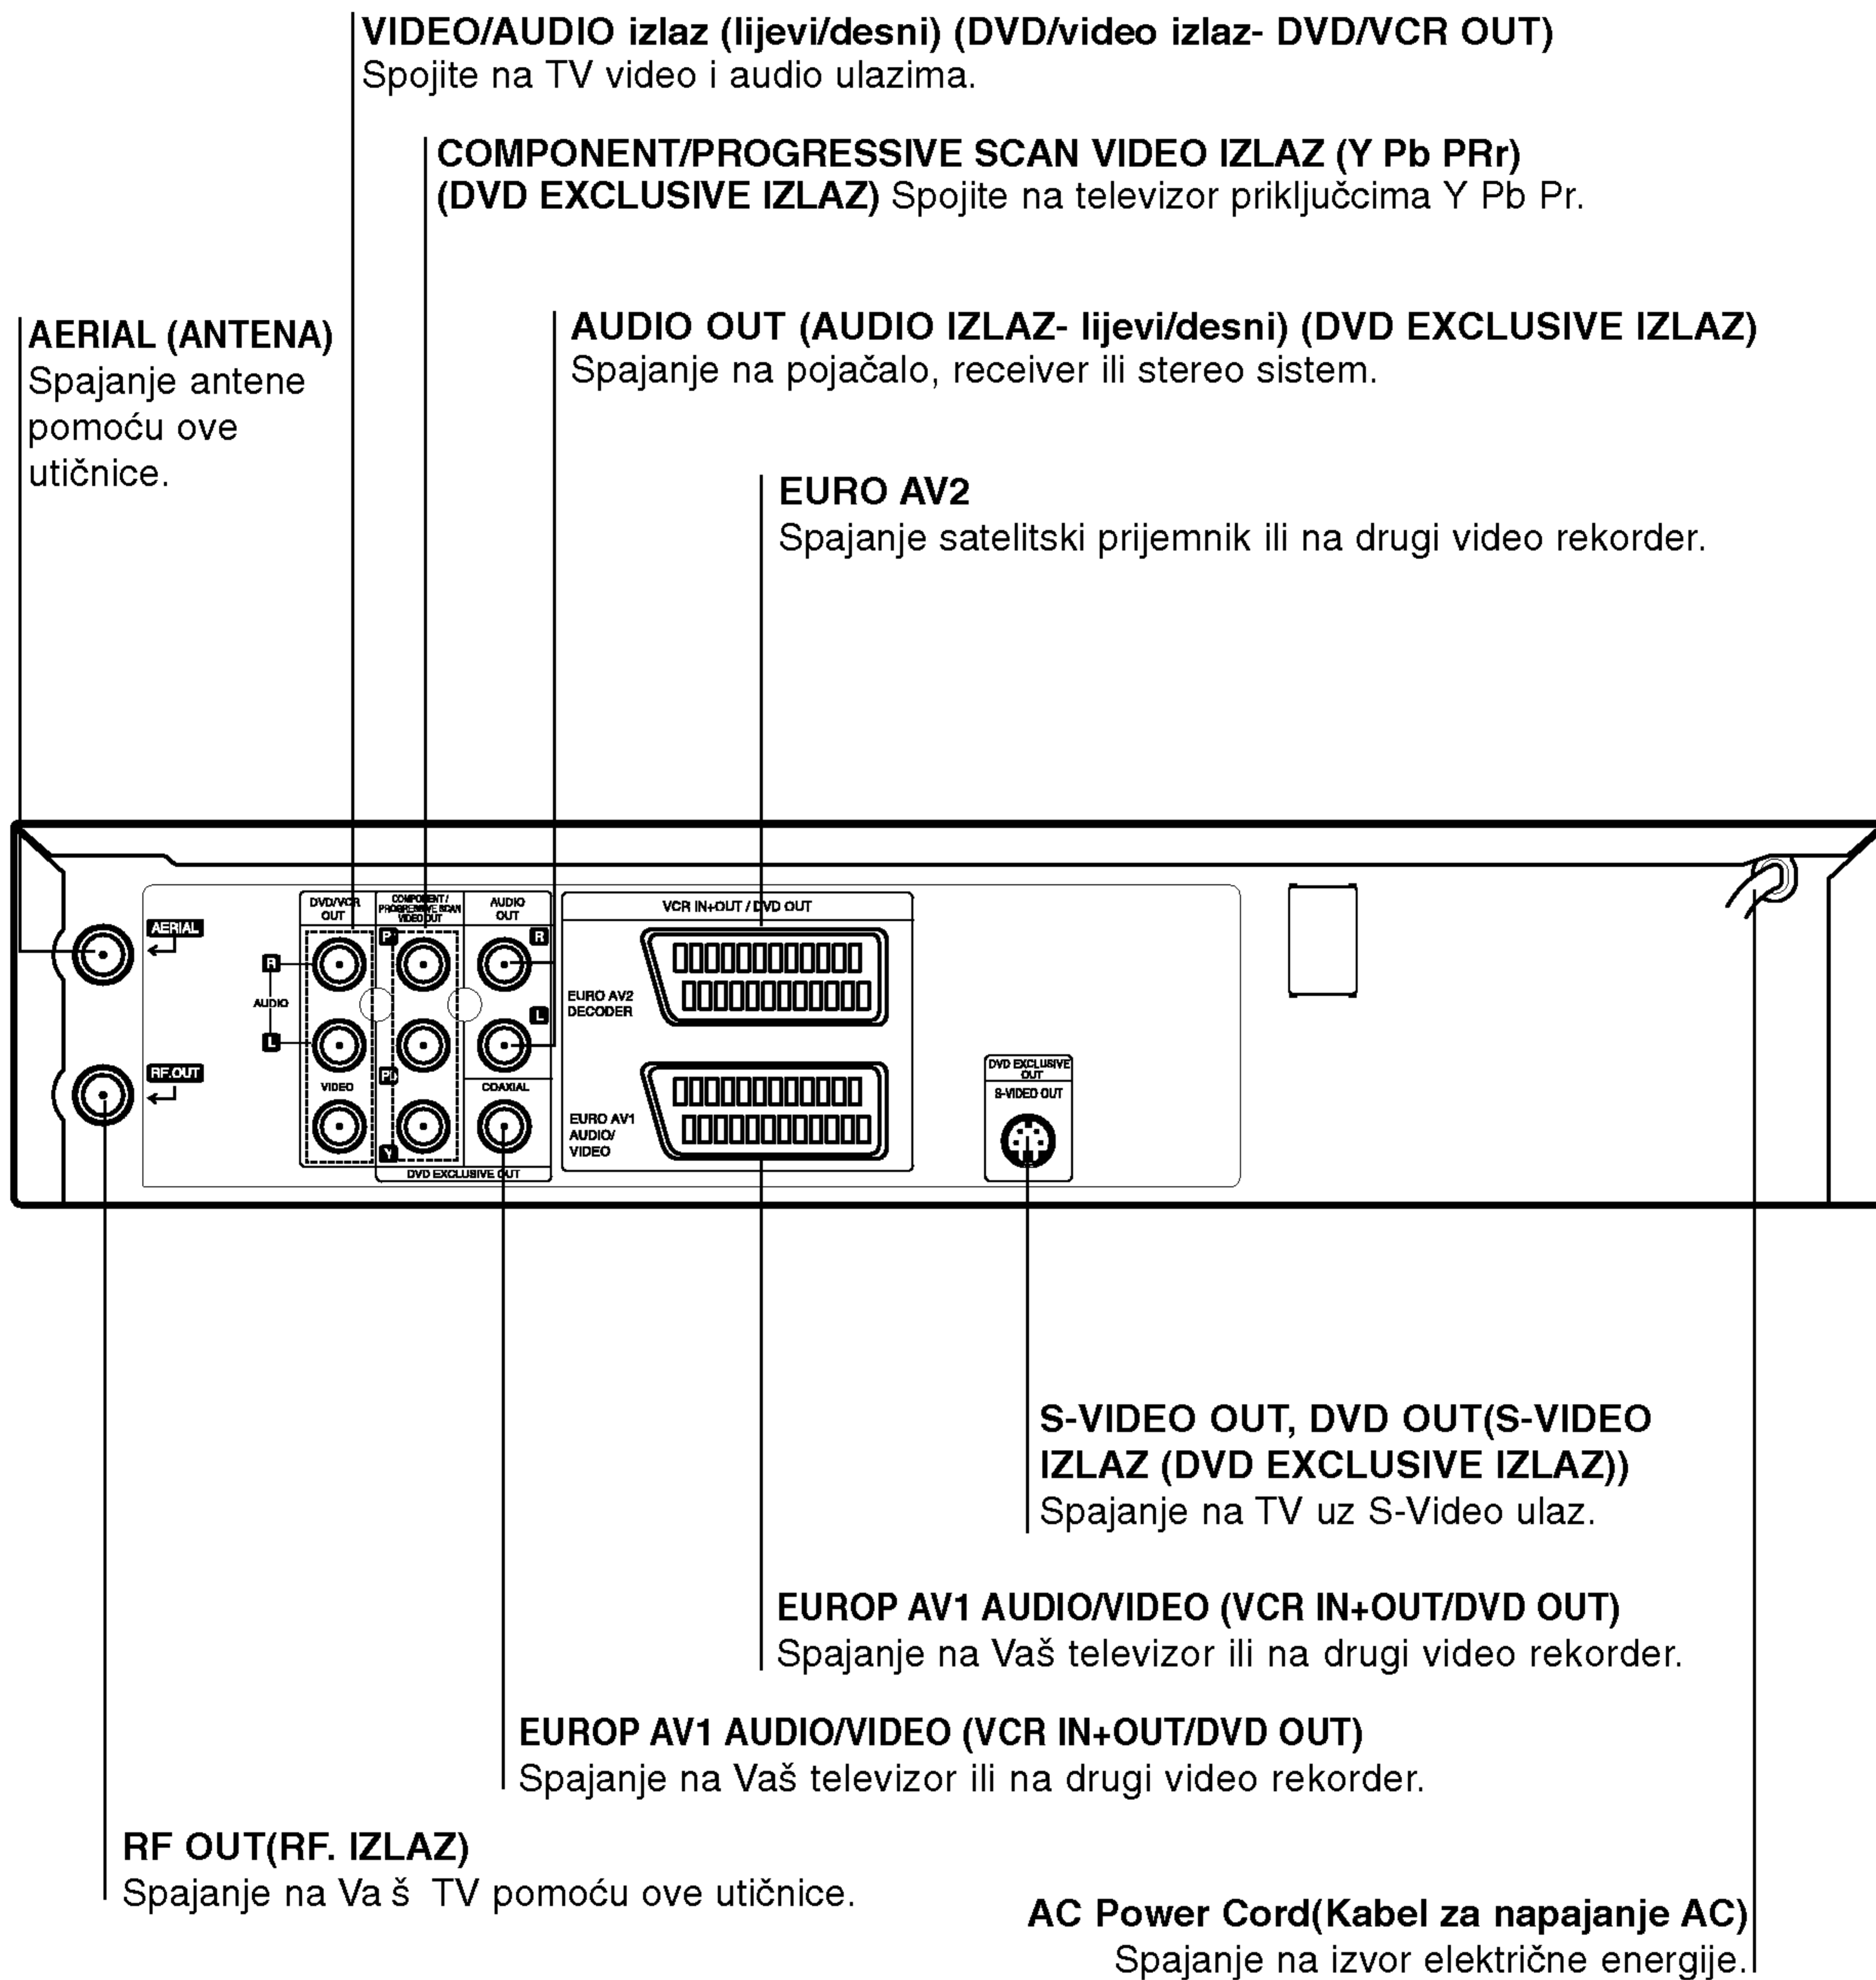 VIDEO/AUDIO izlaz (lijevi/desni) (DVD/video izlaz- DVD/VCR OUT)
Spojite na TV video i audio ulazima.
COMPONENT/PROGRESSIVE SCAN VIDEO IZLAZ (Y Pb PRr)
(DVD EXCLUSIVE IZLAZ) Spojite na televizor priključcima Y Pb Pr.
AERIAL (ANTENA)
Spajanje antene
pomoću ove
utičnice.
AUDIO OUT (AUDIO IZLAZ- lijevi/desni) (DVD EXCLUSIVE IZLAZ)
Spajanje na pojačalo, receiver ili stereo sistem.
EURO AV2
Spajanje satelitski prijemnik ili na drugi video rekorder.
AERIAL
RF.OUT
R
AUDIO
L
DVD/VCR
OUT
VIDEO
COMPONENT /
PROGRESSIVE SCAN
VIDEO OUT
Pr
Pb
Y
AUDIO
OUT
R
L
COAXIAL
DVD EXCLUSIVE OUT
VCR IN+OUT / DVD OUT
EURO AV2
DECODER
EURO AV1
AUDIO/
VIDEO
DVD EXCLUSIVE
OUT
S-VIDEO OUT
S-VIDEO OUT, DVD OUT(S-VIDEO
IZLAZ (DVD EXCLUSIVE IZLAZ))
Spajanje na TV uz S-Video ulaz.
EUROP AV1 AUDIO/VIDEO (VCR IN+OUT/DVD OUT)
Spajanje na Vaš televizor ili na drugi video rekorder.
EUROP AV1 AUDIO/VIDEO (VCR IN+OUT/DVD OUT)
Spajanje na Vaš televizor ili na drugi video rekorder.
RF OUT(RF. IZLAZ)
Spajanje na Va š TV pomoću ove utičnice.
AC Power Cord(Kabel za napajanje AC)
Spajanje na izvor električne energije.